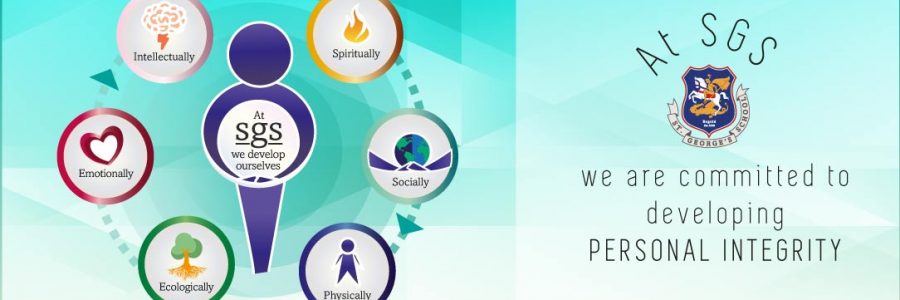 Intellectually
Spiritually
Emotionally
At
sgs
we develop
ourselves
Socially
Ecologically
Physically
At SGS
ST. GEORGE'S SCHOOL
we are committed to
developing
PERSONAL INTEGRITY